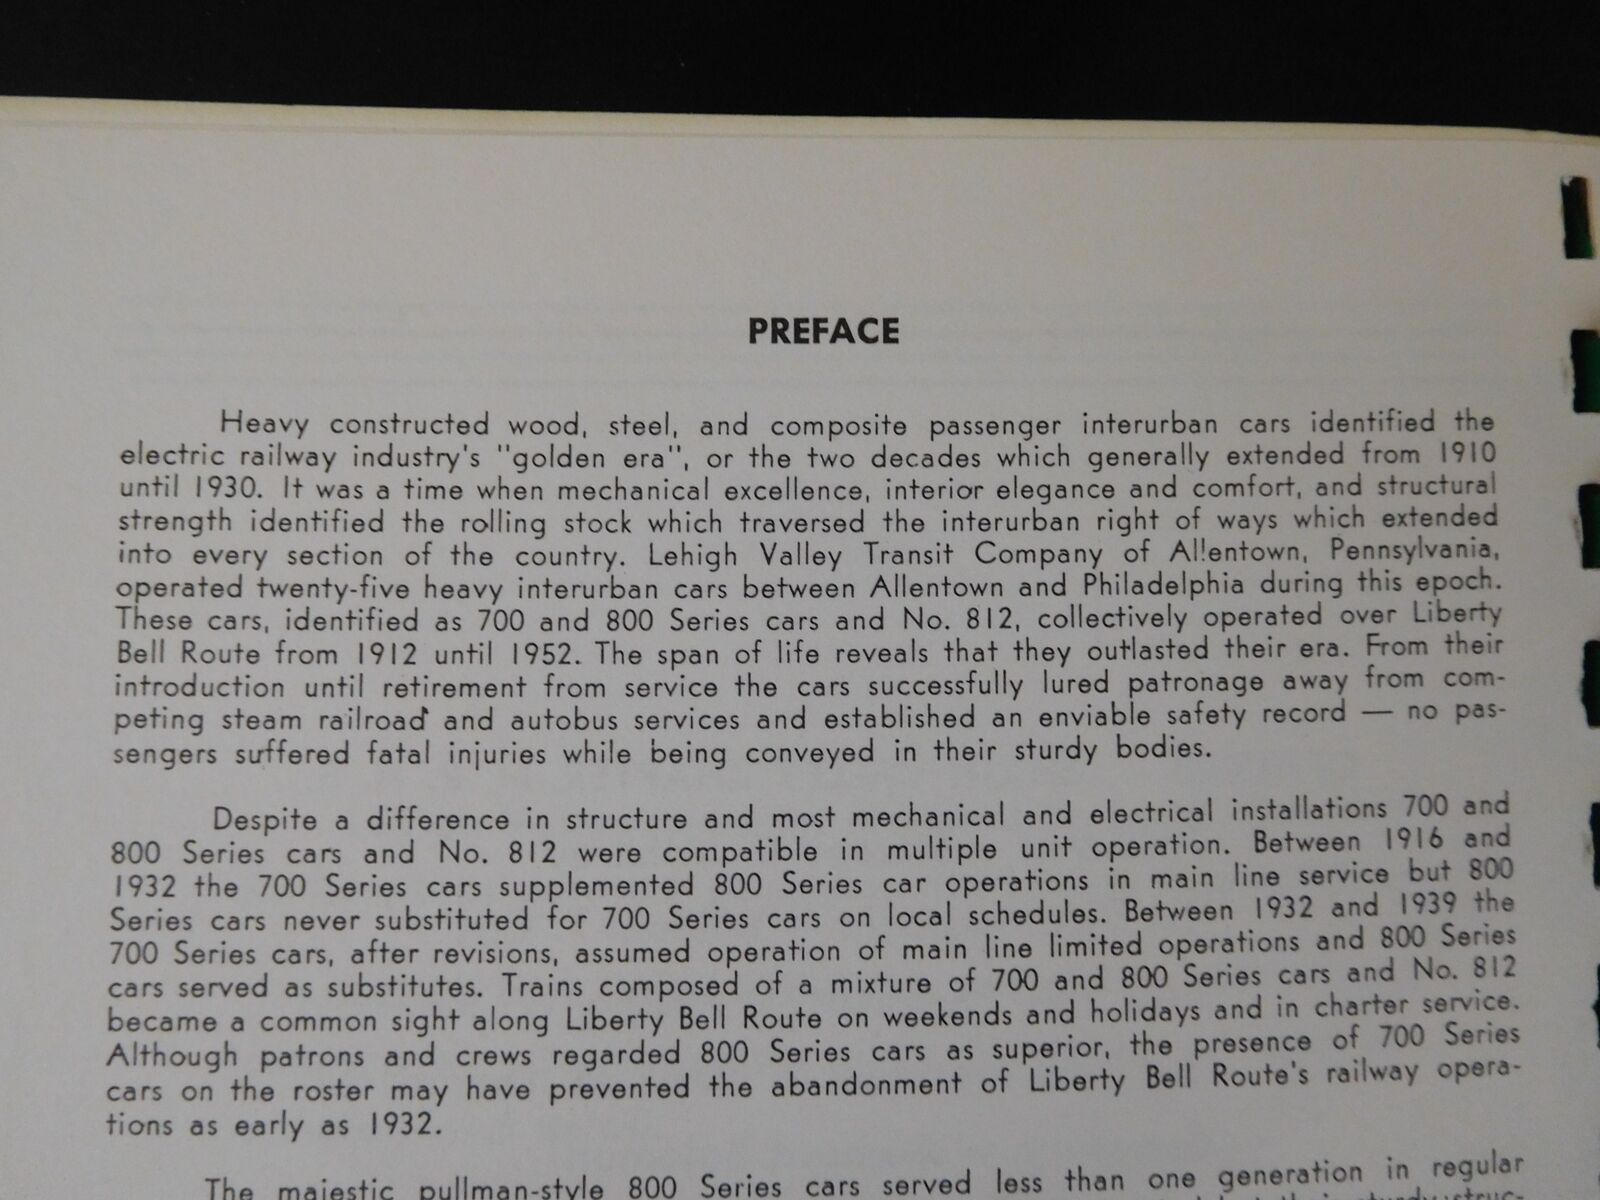 PREFACE
Heavy constructed wood, steel, and composite passenger interurban cars identified the
electric railway industry's "golden era", or the two decades which generally extended from 1910
until 1930. It was a time when mechanical excellence, interior elegance and comfort, and structural
strength identified the rolling stock which traversed the interurban right of ways which extended
into every section of the country. Lehigh Valley Transit Company of Allentown, Pennsylvania,
operated twenty-five heavy interurban cars between Allentown and Philadelphia during this epoch.
These cars, identified as 700 and 800 Series cars and No. 812, collectively operated over Liberty
Bell Route from 1912 until 1952. The span of life reveals that they outlasted their era. From their
introduction until retirement from service the cars successfully lured patronage away from com-
peting steam railroad and autobus services and established an enviable safety record — no pas-
sengers suffered fatal injuries while being conveyed in their sturdy bodies.
Despite a difference in structure and most mechanical and electrical installations 700 and
800 Series cars and No. 812 were compatible in multiple unit operation. Between 1916 and
1932 the 700 Series cars supplemented 800 Series car operations in main line service but 800
Series cars never substituted for 700 Series cars on local schedules. Between 1932 and 1939 the
700 Series cars, after revisions, assumed operation of main line limited operations and 800 Series
cars served as substitutes. Trains composed of a mixture of 700 and 800 Series cars and No. 812
became a common sight along Liberty Bell Route on weekends and holidays and in charter service.
Although patrons and crews regarded 800 Series cars as superior, the presence of 700 Series
cars on the roster may have prevented the abandonment of Liberty Bell Route's railway opera-
tions as early as 1932.
The majestic pullman-style 800 Series cars served less than one generation in regular